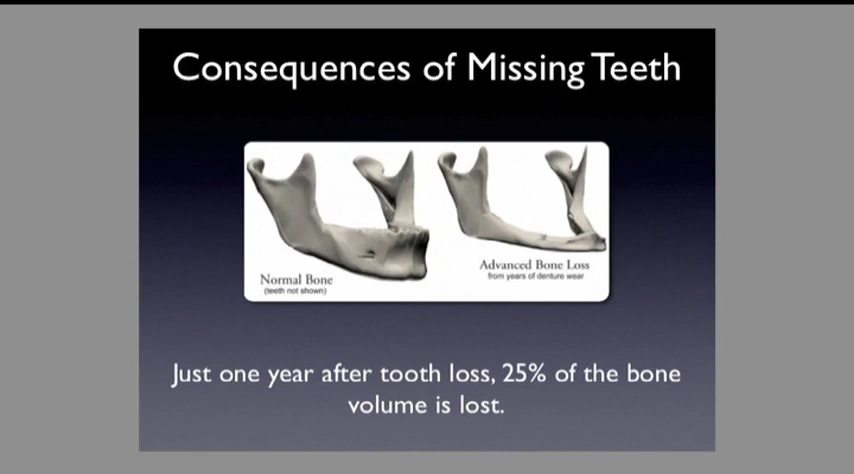 Consequences of Missing Teeth
Normal Bone
(teeth not shown)
Advanced Bone Loss
from years of denture wear
Just one year after tooth loss, 25% of the bone
volume is lost.